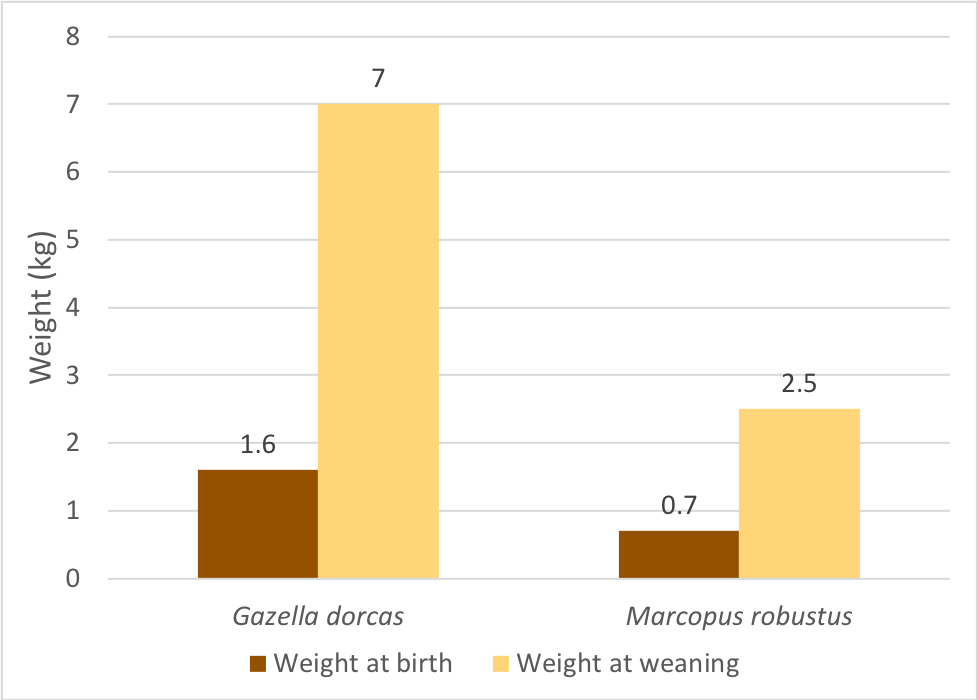 8
7
7
6
5
4
3
2
1
0
Weight (kg)
1.6
2.5
0.7
Gazella dorcas
Marcopus robustus
Weight at birth
Weight at weaning